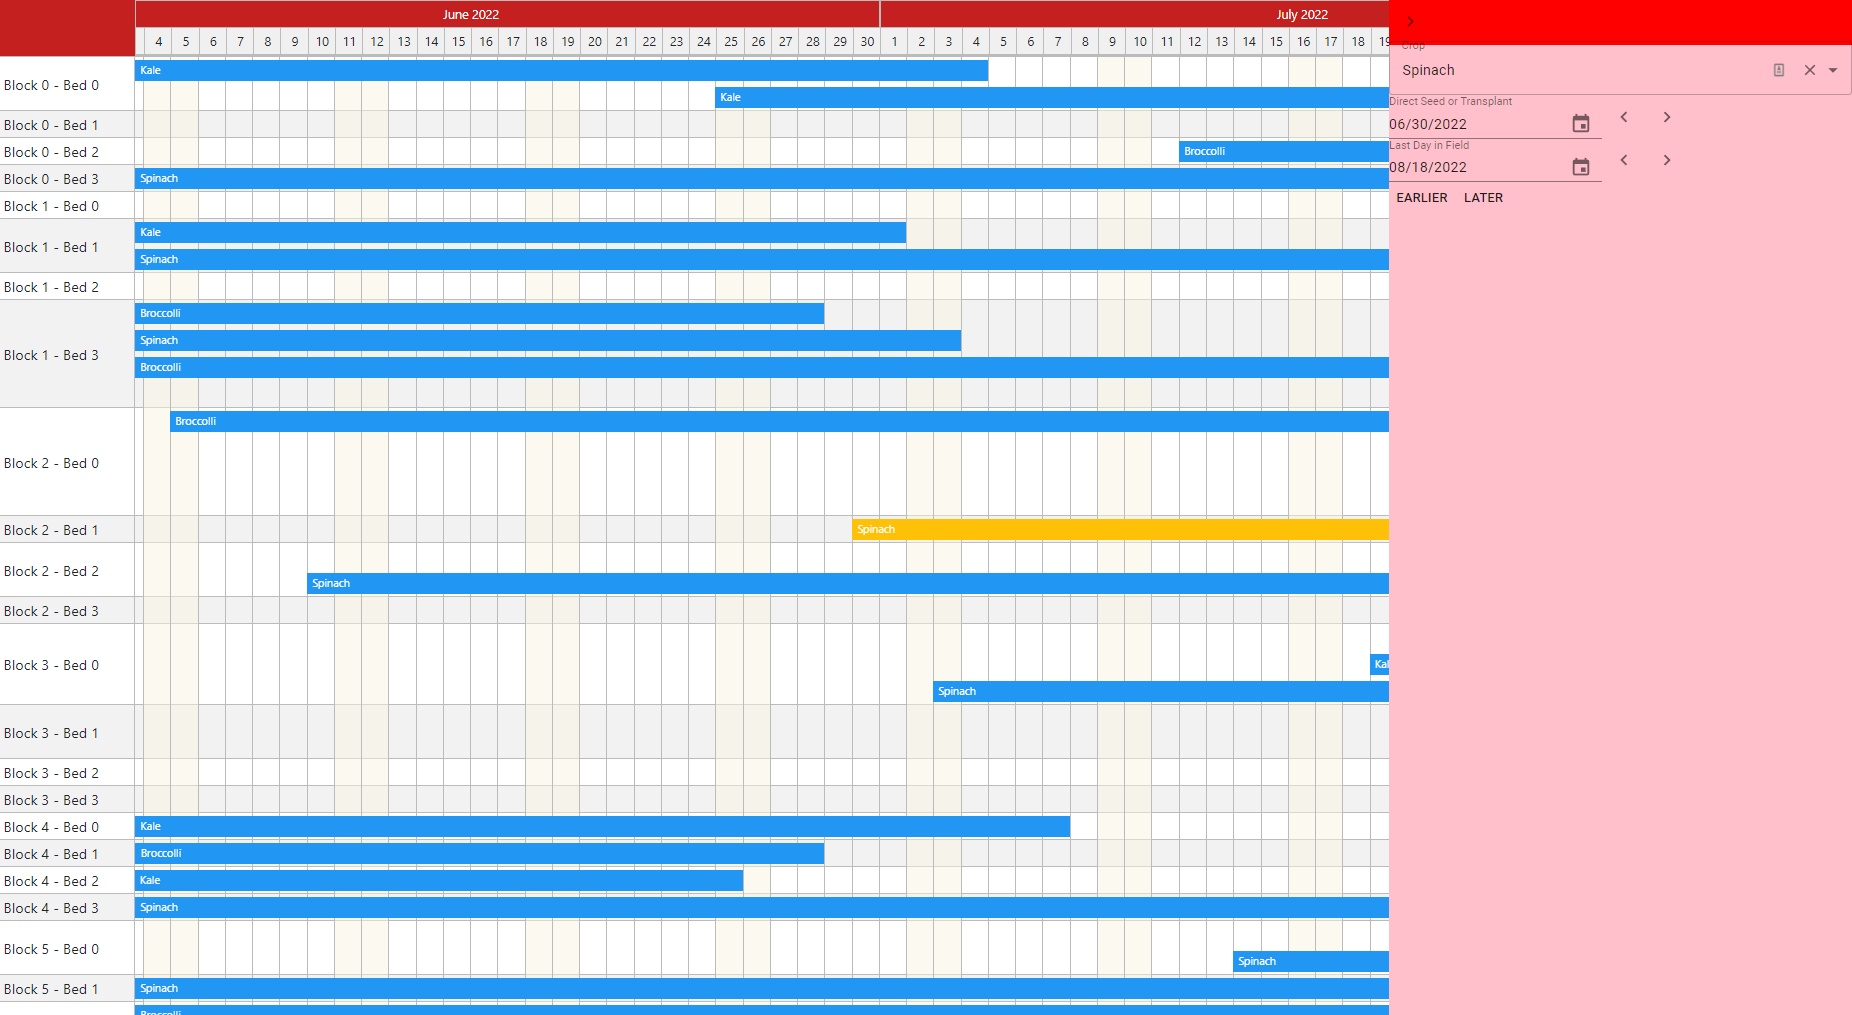 June 2022
July 2022
4 5 6 7 8 9 10 11 12 13 14 15 16 17 18 19 20 21 22 23 24 25 26 27 28 29 30 1 2 3 4 5 6 7 8 9 10 11 12 13 14 15 16 17 18 19
Block 0 - Bed 0
Kale
Kale
Block 0 - Bed 1
Block 0 - Bed 2
Broccolli
Block 0 - Bed 3
Spinach
Block 1 - Bed 0
Block 1 - Bed 1
Kale
Spinach
Block 1 - Bed 2
Block 1 - Bed 3
Broccolli
Spinach
Broccolli
Block 2 - Bed 0
Broccolli
Block 2 - Bed 1
Spinach
Block 2 - Bed 2
Spinach
Block 2 - Bed 3
Block 3 - Bed 0
Kal
Spinach
Block 3 - Bed 1
Block 3 - Bed 2
Block 3 - Bed 3
Block 4 - Bed 0
Kale
Block 4 - Bed 1
Broccolli
Block 4 - Bed 2
Kale
Block 4 - Bed 3
Spinach
Block 5 - Bed 0
Spinach
Block 5 - Bed 1
Spinach
Broccolli
Crop
Spinach
Direct Seed or Transplant
06/30/2022
Last Day in Field
08/18/2022
EARLIER LATER